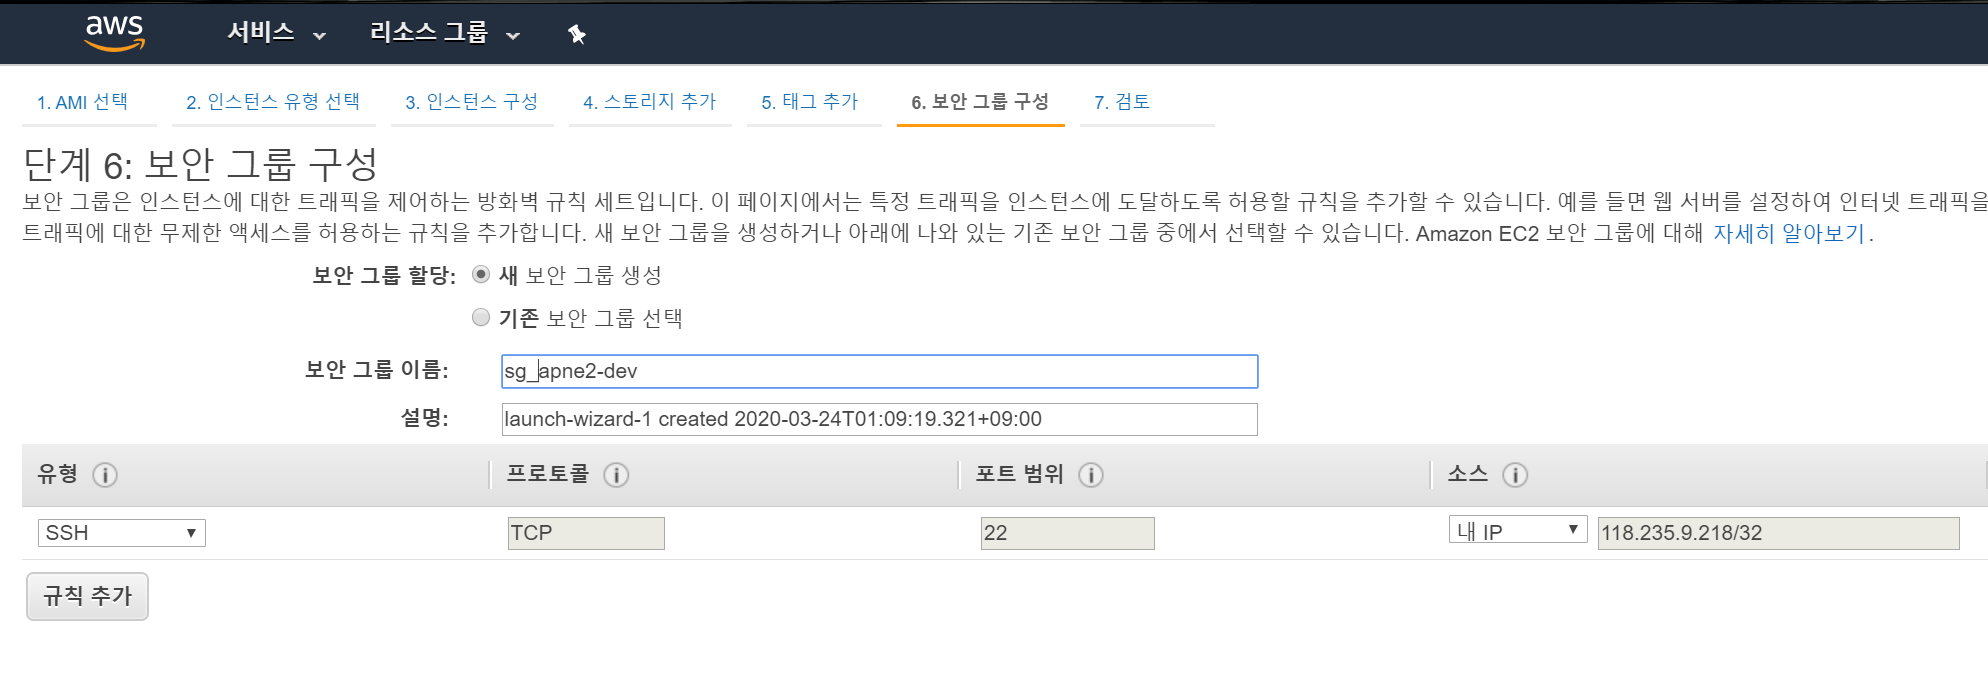 aws 서비스 리소스 그룹
1. AMI 선택 2. 인스턴스 유형 선택 3. 인스턴스 구성 4. 스토리지 추가 5. 태그 추가 6. 보안 그룹 구성 7. 검토
단계 6: 보안 그룹 구성
보안 그룹은 인스턴스에 대한 트래픽을 제어하는 방화벽 규칙 세트입니다. 이 페이지에서는 특정 트래픽을 인스턴스에 도달하도록 허용할 규칙을 추가할 수 있습니다. 예를 들면 웹 서버를 설정하여 인터넷 트래픽을
트래픽에 대한 무제한 액세스를 허용하는 규칙을 추가합니다. 새 보안 그룹을 생성하거나 아래에 나와 있는 기존 보안 그룹 중에서 선택할 수 있습니다. Amazon EC2 보안 그룹에 대해 자세히 알아보기.
보안 그룹 할당: 새 보안 그룹 생성
기존 보안 그룹 선택
보안 그룹 이름: sg_apne2-dev
설명: launch-wizard-1 created 2020-03-24T01:09:19.321+09:00
유형 i 프로토콜 i 포트 범위 i 소스 i
SSH TCP 22 내 IP 118.235.9.218/32
규칙 추가